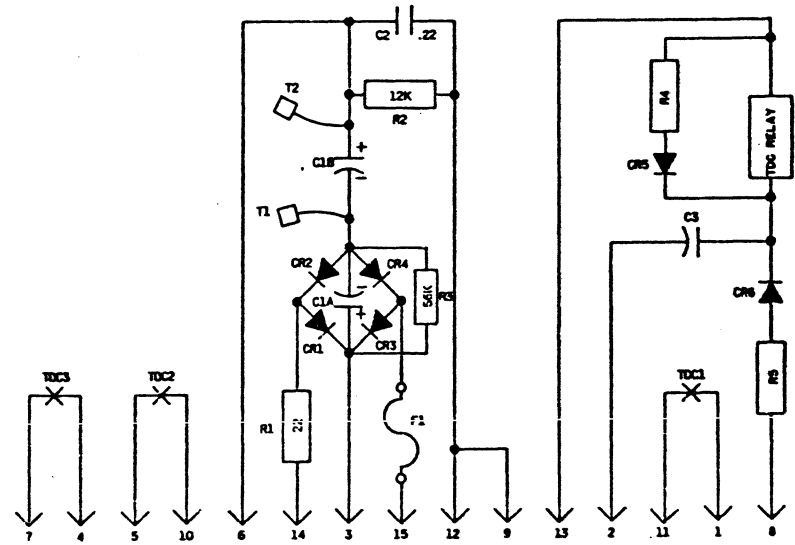 C2 .22
T2
12K
R2
R4
TDG RELAY
C1B
+
−
CR5
T1
C3
CR2
CR4
−
C1A
56K
R3
+
CR1
CR3
CR6
TDC3
TDC2
TDC1
R5
R1
22
F1
7 4 5 10 6 14 3 15 12 9 13 2 11 1 8